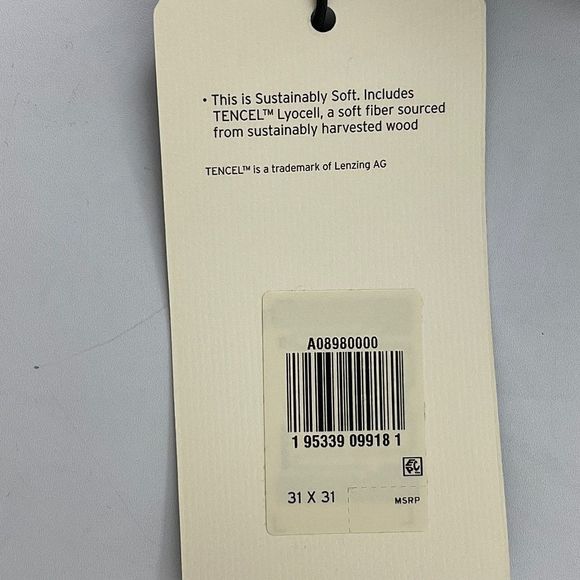 • This is Sustainably Soft. Includes
TENCEL™ Lyocell, a soft fiber sourced
from sustainably harvested wood
TENCEL™ is a trademark of Lenzing AG
A08980000
1 95339 09918 1
31 X 31
MSRP